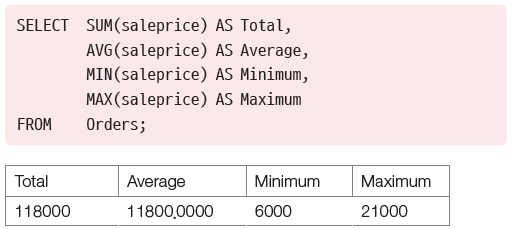 SELECT SUM(saleprice) AS Total,
AVG(saleprice) AS Average,
MIN(saleprice) AS Minimum,
MAX(saleprice) AS Maximum
FROM Orders;
Total Average Minimum Maximum
118000 11800.0000 6000 21000